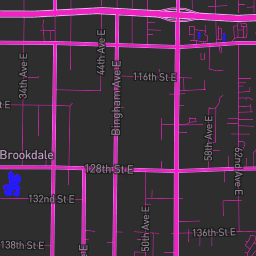 34th Ave E
44th Ave E
Bingham Ave E
116th St E
t E
58th Ave E
62nd Ave E
Brookdale
128th St E
132nd St E
50th Ave E
136th St E
138th St E
e E